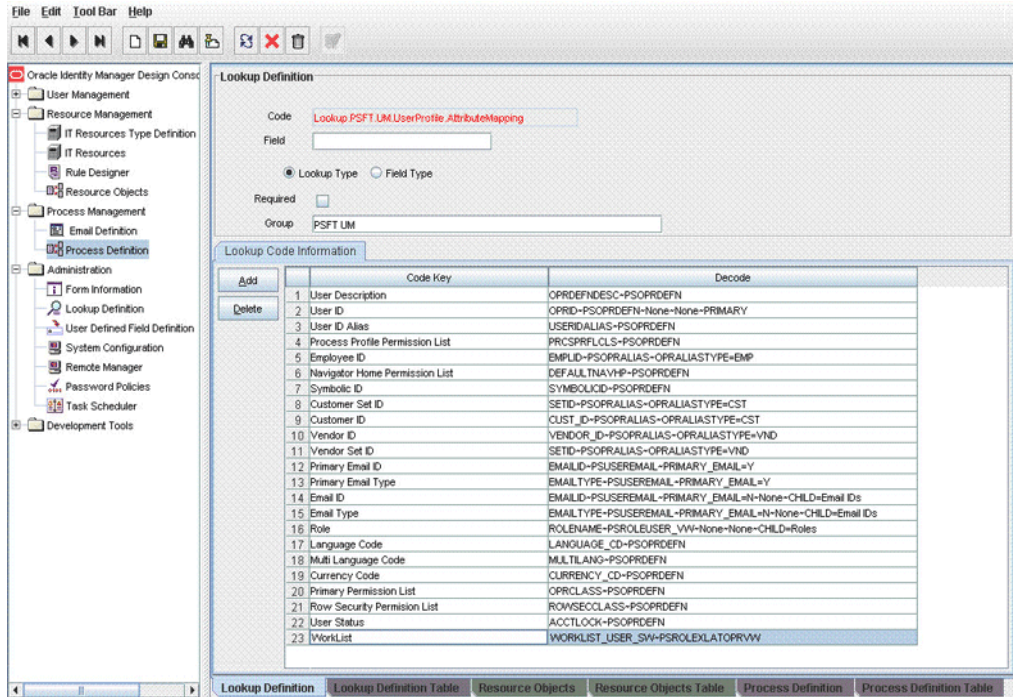 File Edit Tool Bar Help
Oracle Identity Manager Design Consc
User Management
Resource Management
IT Resources Type Definition
IT Resources
Rule Designer
Resource Objects
Process Management
Email Definition
Process Definition
Administration
Form Information
Lookup Definition
User Defined Field Definition
System Configuration
Remote Manager
Password Policies
Task Scheduler
Development Tools
Lookup Definition
Code Lookup.PSFT.UM.UserProfile.AttributeMapping
Field
Lookup Type Field Type
Required
Group PSFT UM
Lookup Code Information
Add
Delete
Code Key Decode
1 User Description OPRDEFNDESC~PSOPRDEFN
2 User ID OPRID~PSOPRDEFN~None~None~PRIMARY
3 User ID Alias USERIDALIAS~PSOPRDEFN
4 Process Profile Permission List PRCSPRFLCLS~PSOPRDEFN
5 Employee ID EMPLID~PSOPRALIAS~OPRALIASTYPE=EMP
6 Navigator Home Permission List DEFAULTNAVHP~PSOPRDEFN
7 Symbolic ID SYMBOLICID~PSOPRDEFN
8 Customer Set ID SETID~PSOPRALIAS~OPRALIASTYPE=CST
9 Customer ID CUST_ID~PSOPRALIAS~OPRALIASTYPE=CST
10 Vendor ID VENDOR_ID~PSOPRALIAS~OPRALIASTYPE=VND
11 Vendor Set ID SETID~PSOPRALIAS~OPRALIASTYPE=VND
12 Primary Email ID EMAILID~PSUSEREMAIL~PRIMARY_EMAIL=Y
13 Primary Email Type EMAILTYPE~PSUSEREMAIL~PRIMARY_EMAIL=Y
14 Email ID EMAILID~PSUSEREMAIL~PRIMARY_EMAIL=N~None~CHILD=Email IDs
15 Email Type EMAILTYPE~PSUSEREMAIL~PRIMARY_EMAIL=N~None~CHILD=Email IDs
16 Role ROLENAME~PSROLEUSER_VW~None~None~CHILD=Roles
17 Language Code LANGUAGE_CD~PSOPRDEFN
18 Multi Language Code MULTILANG~PSOPRDEFN
19 Currency Code CURRENCY_CD~PSOPRDEFN
20 Primary Permission List OPRCLASS~PSOPRDEFN
21 Row Security Permision List ROWSECCLASS~PSOPRDEFN
22 User Status ACCTLOCK~PSOPRDEFN
23 WorkList WORKLIST_USER_SW~PSROLEXLATOPRVW
Lookup Definition Lookup Definition Table Resource Objects Resource Objects Table Process Definition Process Definition Table